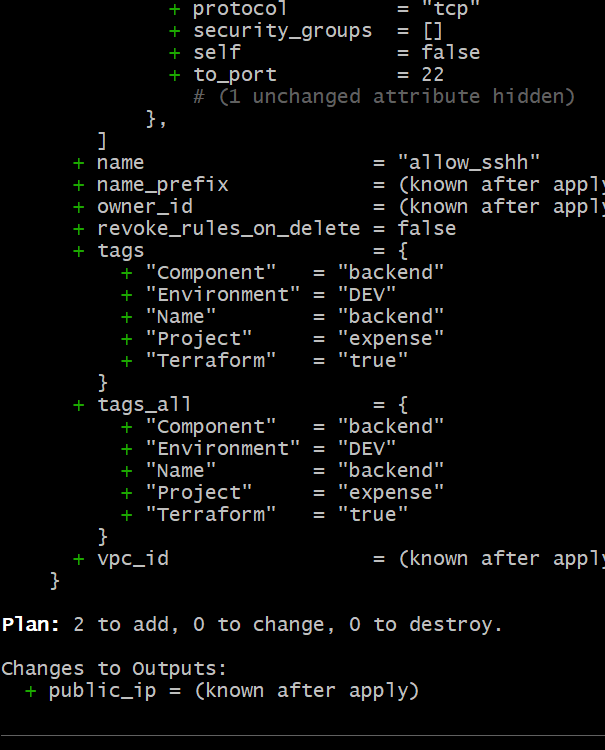 + protocol         = "tcp"
+ security_groups  = []
+ self             = false
+ to_port          = 22
# (1 unchanged attribute hidden)
},
]
+ name                   = "allow_sshh"
+ name_prefix            = (known after apply
+ owner_id               = (known after apply
+ revoke_rules_on_delete = false
+ tags                   = {
+ "Component"   = "backend"
+ "Environment" = "DEV"
+ "Name"        = "backend"
+ "Project"     = "expense"
+ "Terraform"   = "true"
}
+ tags_all               = {
+ "Component"   = "backend"
+ "Environment" = "DEV"
+ "Name"        = "backend"
+ "Project"     = "expense"
+ "Terraform"   = "true"
}
+ vpc_id                 = (known after apply
}
Plan: 2 to add, 0 to change, 0 to destroy.
Changes to Outputs:
+ public_ip = (known after apply)